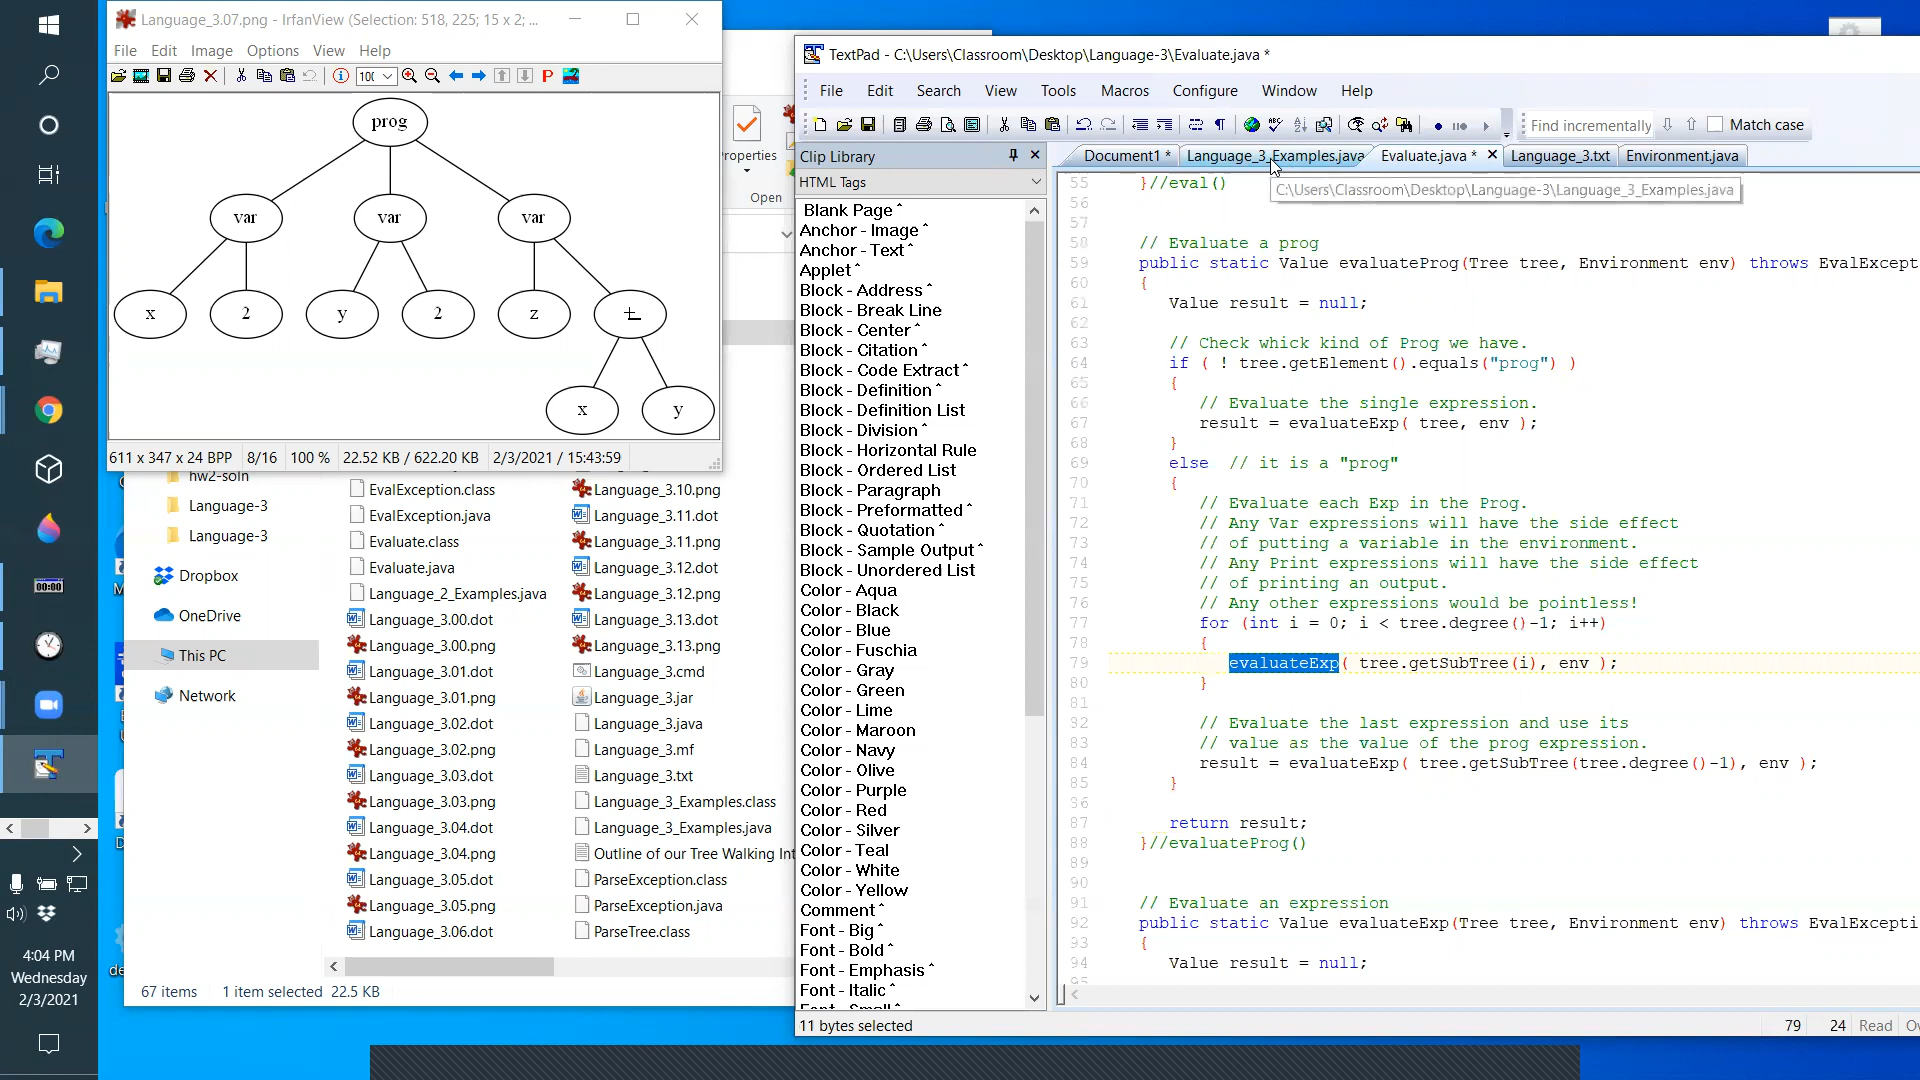 Language_3.07.png - IrfanView (Selection: 518, 225; 15 x 2; ...
File Edit Image Options View Help
100
prog
var var var
x 2 y 2 z +
x y
611 x 347 x 24 BPP 8/16 100 % 22.52 KB / 622.20 KB 2/3/2021 / 15:43:59
Open
hw2-soln
Language-3
Language-3
Dropbox
OneDrive
This PC
Network
EvalException.class
EvalException.java
Evaluate.class
Evaluate.java
Language_2_Examples.java
Language_3.00.dot
Language_3.00.png
Language_3.01.dot
Language_3.01.png
Language_3.02.dot
Language_3.02.png
Language_3.03.dot
Language_3.03.png
Language_3.04.dot
Language_3.04.png
Language_3.05.dot
Language_3.05.png
Language_3.06.dot
Language_3.10.png
Language_3.11.dot
Language_3.11.png
Language_3.12.dot
Language_3.12.png
Language_3.13.dot
Language_3.13.png
Language_3.cmd
Language_3.jar
Language_3.java
Language_3.mf
Language_3.txt
Language_3_Examples.class
Language_3_Examples.java
Outline of our Tree Walking Int
ParseException.class
ParseException.java
ParseTree.class
67 items 1 item selected 22.5 KB
TextPad - C:\Users\Classroom\Desktop\Language-3\Evaluate.java *
File Edit Search View Tools Macros Configure Window Help
Find incrementally Match case
Clip Library
HTML Tags
Blank Page ^
Anchor - Image ^
Anchor - Text ^
Applet ^
Block - Address ^
Block - Break Line
Block - Center ^
Block - Citation ^
Block - Code Extract ^
Block - Definition ^
Block - Definition List
Block - Division ^
Block - Horizontal Rule
Block - Ordered List
Block - Paragraph
Block - Preformatted ^
Block - Quotation ^
Block - Sample Output ^
Block - Unordered List
Color - Aqua
Color - Black
Color - Blue
Color - Fuschia
Color - Gray
Color - Green
Color - Lime
Color - Maroon
Color - Navy
Color - Olive
Color - Purple
Color - Red
Color - Silver
Color - Teal
Color - White
Color - Yellow
Comment ^
Font - Big ^
Font - Bold ^
Font - Emphasis ^
Font - Italic ^
Font - Small ^
Document1 * Language_3_Examples.java Evaluate.java * Language_3.txt Environment.java
C:\Users\Classroom\Desktop\Language-3\Language_3_Examples.java
55 }//eval()
56
57
58 // Evaluate a prog
59 public static Value evaluateProg(Tree tree, Environment env) throws EvalExcepti
60 {
61 Value result = null;
62
63 // Check whick kind of Prog we have.
64 if ( ! tree.getElement().equals("prog") )
65 {
66 // Evaluate the single expression.
67 result = evaluateExp( tree, env );
68 }
69 else // it is a "prog"
70 {
71 // Evaluate each Exp in the Prog.
72 // Any Var expressions will have the side effect
73 // of putting a variable in the environment.
74 // Any Print expressions will have the side effect
75 // of printing an output.
76 // Any other expressions would be pointless!
77 for (int i = 0; i < tree.degree()-1; i++)
78 {
79 evaluateExp( tree.getSubTree(i), env );
80 }
81
82 // Evaluate the last expression and use its
83 // value as the value of the prog expression.
84 result = evaluateExp( tree.getSubTree(tree.degree()-1), env );
85 }
86
87 return result;
88 }//evaluateProg()
89
90
91 // Evaluate an expression
92 public static Value evaluateExp(Tree tree, Environment env) throws EvalExcepti
93 {
94 Value result = null;
95
11 bytes selected
79 24 Read
00:00
4:04 PM
Wednesday
2/3/2021